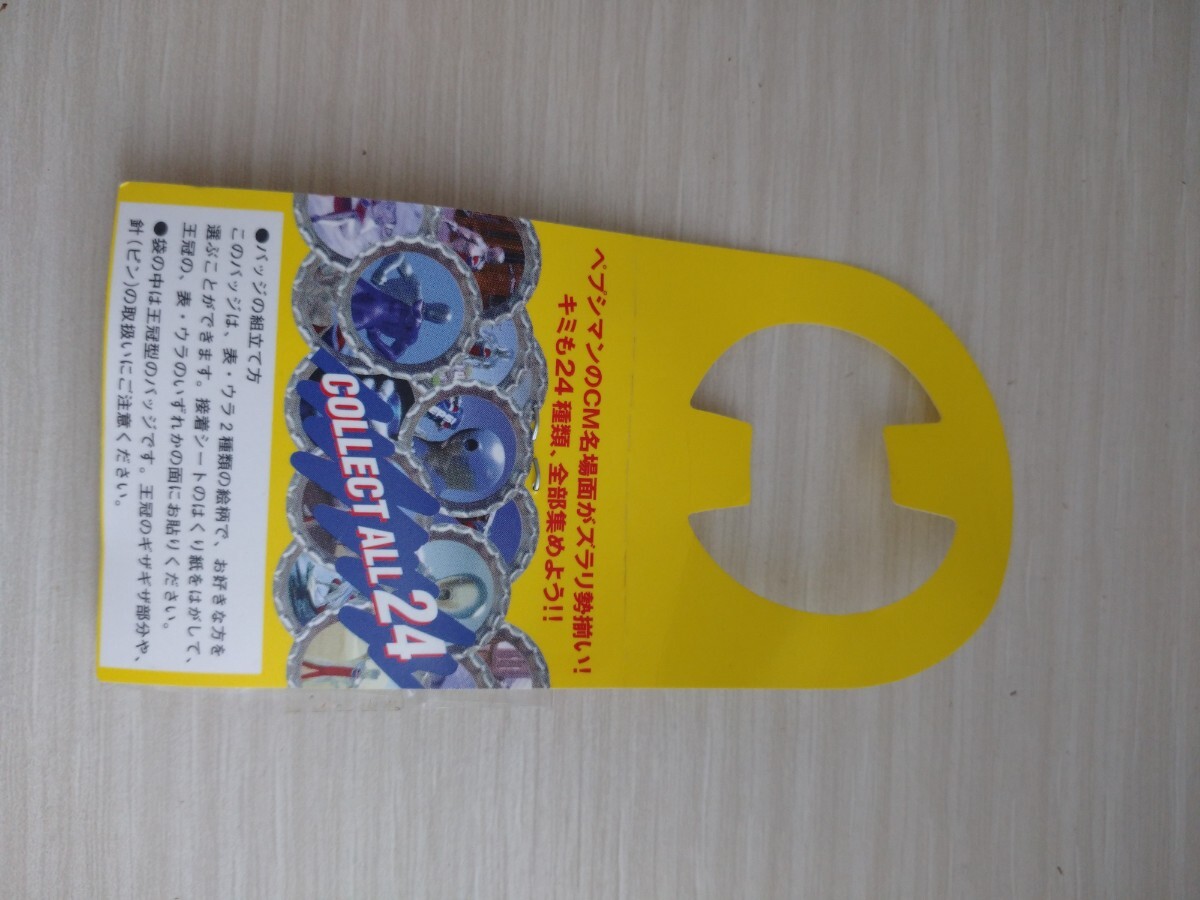 ペプシマンのCM名場面がズラリ勢揃い!
キミも24種類、全部集めよう!!
COLLECT ALL 24
●バッジの組立て方
このバッジは、表・ウラ2種類の絵柄で、お好きな方を
選ぶことができます。接着シートのはくり紙をはがして、
王冠の、表・ウラのいずれかの面にお貼りください。
●袋の中は王冠型のバッジです。王冠のギザギザ部分や、
針(ピン)の取扱いにご注意ください。